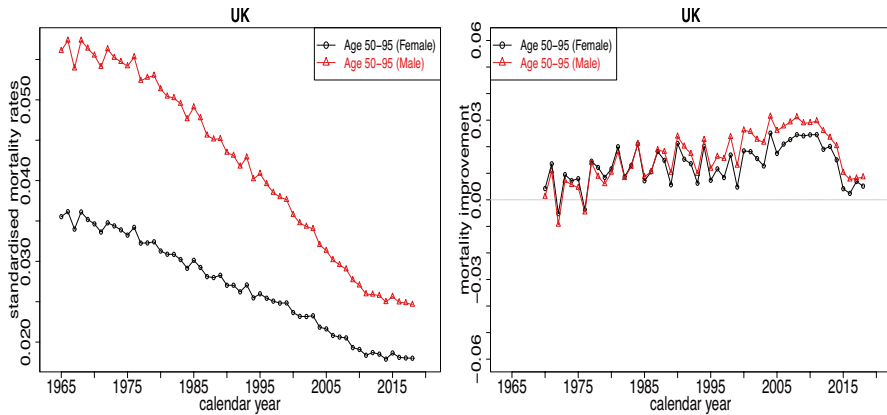 UK
Age 50−95 (Female)
Age 50−95 (Male)
standardised mortality rates
0.050
0.040
0.030
0.020
1965 1975 1985 1995 2005 2015
calendar year
UK
Age 50−95 (Female)
Age 50−95 (Male)
mortality improvement
0.06
0.03
0.00
−0.03
−0.06
1965 1975 1985 1995 2005 2015
calendar year